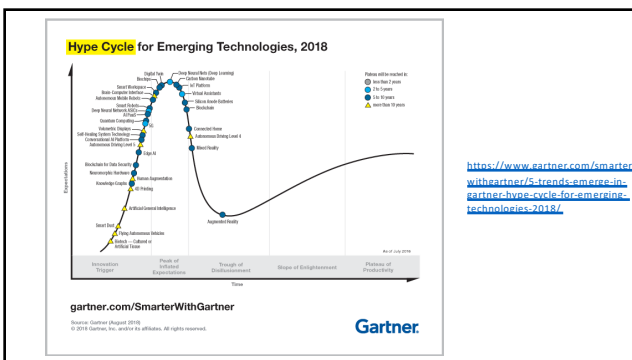 Hype Cycle for Emerging Technologies, 2018
Digital Twin
Biochips
Smart Workspace
Brain-Computer Interface
Autonomous Mobile Robots
Smart Robots
Deep Neural Network ASICs
AI PaaS
Quantum Computing
5G
Volumetric Displays
Self-Healing System Technology
Conversational AI Platform
Autonomous Driving Level 5
Edge AI
Blockchain for Data Security
Neuromorphic Hardware
Human Augmentation
Knowledge Graphs
4D Printing
Artificial General Intelligence
Smart Dust
Flying Autonomous Vehicles
Biotech — Cultured or
Artificial Tissue
Deep Neural Nets (Deep Learning)
Carbon Nanotube
IoT Platform
Virtual Assistants
Silicon Anode Batteries
Blockchain
Connected Home
Autonomous Driving Level 4
Mixed Reality
Augmented Reality
Plateau will be reached:
less than 2 years
2 to 5 years
5 to 10 years
more than 10 years
Expectations
As of July 2018
Innovation
Trigger
Peak of
Inflated
Expectations
Trough of
Disillusionment
Slope of Enlightenment
Plateau of
Productivity
Time
gartner.com/SmarterWithGartner
Source: Gartner (August 2018)
© 2018 Gartner, Inc. and/or its affiliates. All rights reserved.
Gartner.
https://www.gartner.com/smarter
withgartner/5-trends-emerge-in-
gartner-hype-cycle-for-emerging-
technologies-2018/